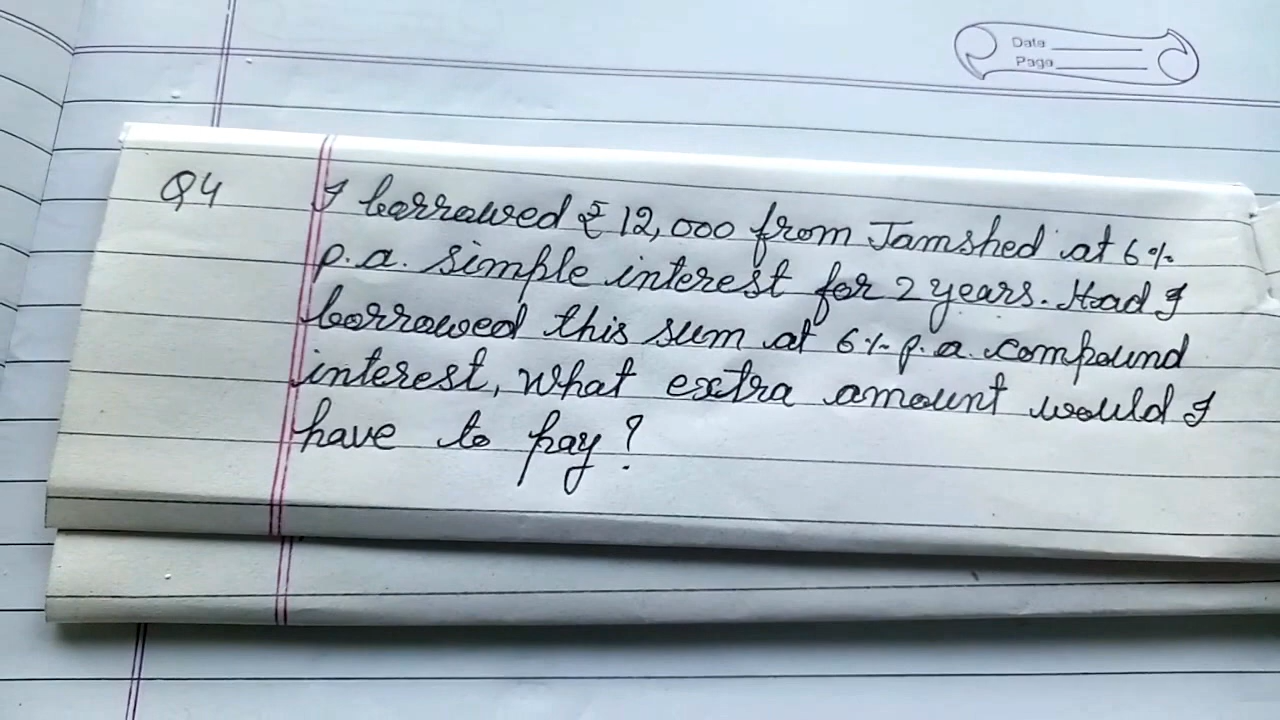 Date
Page
Q4 I borrowed ₹ 12,000 from Jamshed at 6%
p.a. simple interest for 2 years. Had I
borrowed this sum at 6% p.a. compound
interest, what extra amount would I
have to pay?